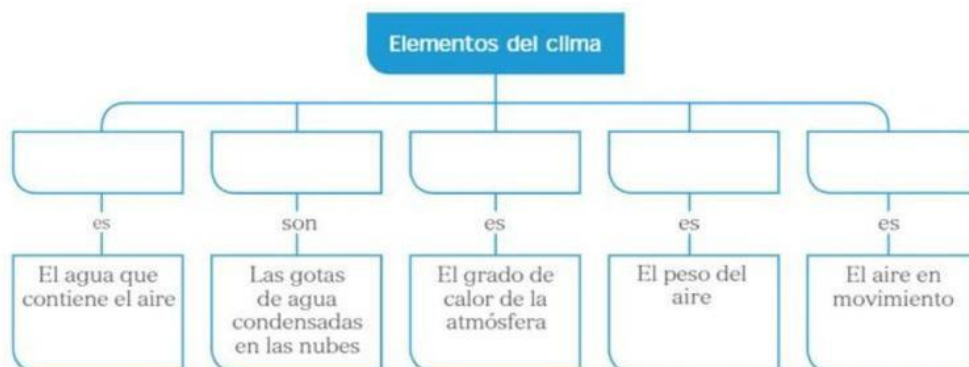 Elementos del clima
es
son
es
es
es
El agua que
contiene el aire
Las gotas
de agua
condensadas
en las nubes
El grado de
calor de la
atmósfera
El peso del
aire
El aire en
movimiento